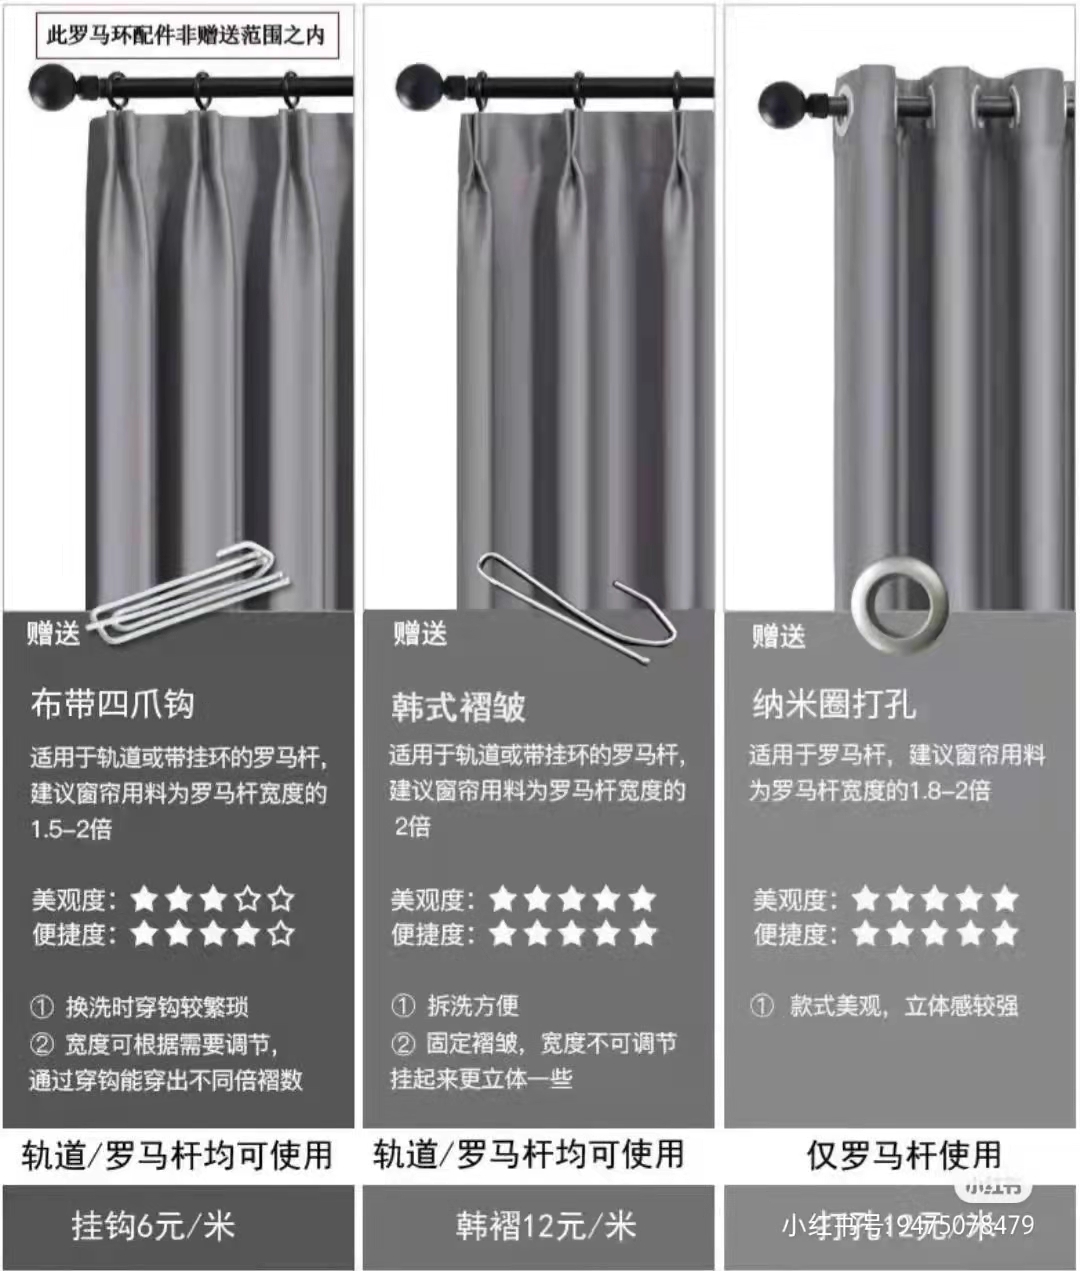 此罗马环配件非赠送范围之内
赠送
布带四爪钩
适用于轨道或带挂环的罗马杆，
建议窗帘用料为罗马杆宽度的
1.5-2倍
美观度：★★★☆☆
便捷度：★★★★☆
① 换洗时穿钩较繁琐
② 宽度可根据需要调节，
通过穿钩能穿出不同倍褶数
轨道/罗马杆均可使用
挂钩6元/米
赠送
韩式褶皱
适用于轨道或带挂环的罗马杆，
建议窗帘用料为罗马杆宽度的
2倍
美观度：★★★★★
便捷度：★★★★★
① 拆洗方便
② 固定褶皱，宽度不可调节
挂起来更立体一些
轨道/罗马杆均可使用
韩褶12元/米
赠送
纳米圈打孔
适用于罗马杆，建议窗帘用料
为罗马杆宽度的1.8-2倍
美观度：★★★★★
便捷度：★★★★★
① 款式美观，立体感较强
仅罗马杆使用
小红书
打孔12元/米
小红书号19475078479